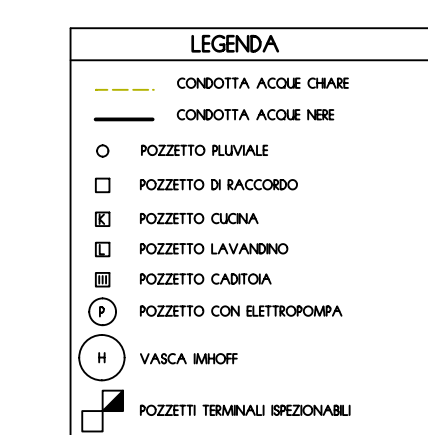 LEGENDA
CONDOTTA ACQUE CHIARE
CONDOTTA ACQUE NERE
POZZETTO PLUVIALE
POZZETTO DI RACCORDO
K POZZETTO CUCINA
L POZZETTO LAVANDINO
POZZETTO CADITOIA
P POZZETTO CON ELETTROPOMPA
H VASCA IMHOFF
POZZETTI TERMINALI ISPEZIONABILI